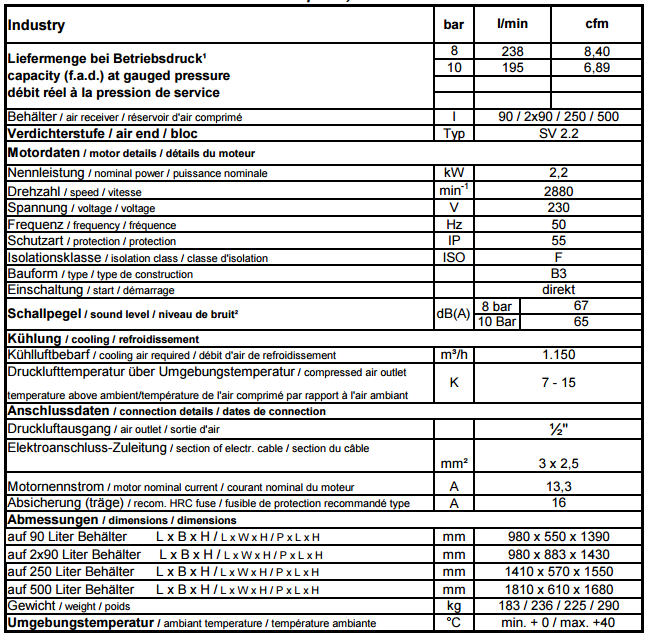 Industry bar l/min cfm
Liefermenge bei Betriebsdruck¹ 8 238 8,40
capacity (f.a.d.) at gauged pressure 10 195 6,89
débit réel à la pression de service
Behälter / air receiver / réservoir d'air comprimé l 90 / 2x90 / 250 / 500
Verdichterstufe / air end / bloc Typ SV 2.2
Motordaten / motor details / détails du moteur
Nennleistung / nominal power / puissance nominale kW 2,2
Drehzahl / speed / vitesse min⁻¹ 2880
Spannung / voltage / voltage V 230
Frequenz / frequency / fréquence Hz 50
Schutzart / protection / protection IP 55
Isolationsklasse / isolation class / classe d'isolation ISO F
Bauform / type / type de construction B3
Einschaltung / start / démarrage direkt
Schallpegel / sound level / niveau de bruit² dB(A) 8 bar 67
10 Bar 65
Kühlung / cooling / refroidissement
Kühlluftbedarf / cooling air required / débit d'air de refroidissement m³/h 1.150
Drucklufttemperatur über Umgebungstemperatur / compressed air outlet
temperature above ambient/température de l'air comprimé par rapport à l'air ambiant K 7 - 15
Anschlussdaten / connection details / dates de connection
Druckluftausgang / air outlet / sortie d'air ½"
Elektroanschluss-Zuleitung / section of electr. cable / section du câble mm² 3 x 2,5
Motornennstrom / motor nominal current / courant nominal du moteur A 13,3
Absicherung (träge) / recom. HRC fuse / fusible de protection recommandé type A 16
Abmessungen / dimensions / dimensions
auf 90 Liter Behälter L x B x H / L x W x H / P x L x H mm 980 x 550 x 1390
auf 2x90 Liter Behälter L x B x H / L x W x H / P x L x H mm 980 x 883 x 1430
auf 250 Liter Behälter L x B x H / L x W x H / P x L x H mm 1410 x 570 x 1550
auf 500 Liter Behälter L x B x H / L x W x H / P x L x H mm 1810 x 610 x 1680
Gewicht / weight / poids kg 183 / 236 / 225 / 290
Umgebungstemperatur / ambiant temperature / température ambiante °C min. + 0 / max. +40